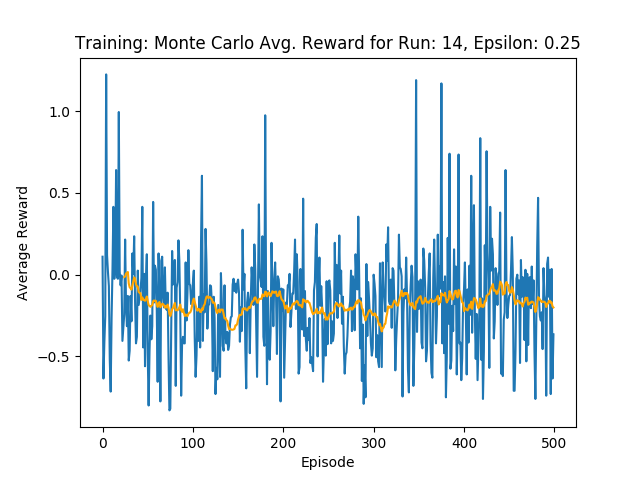 Training: Monte Carlo Avg. Reward for Run: 14, Epsilon: 0.25
1.0
0.5
0.0
−0.5
Average Reward
0 100 200 300 400 500
Episode